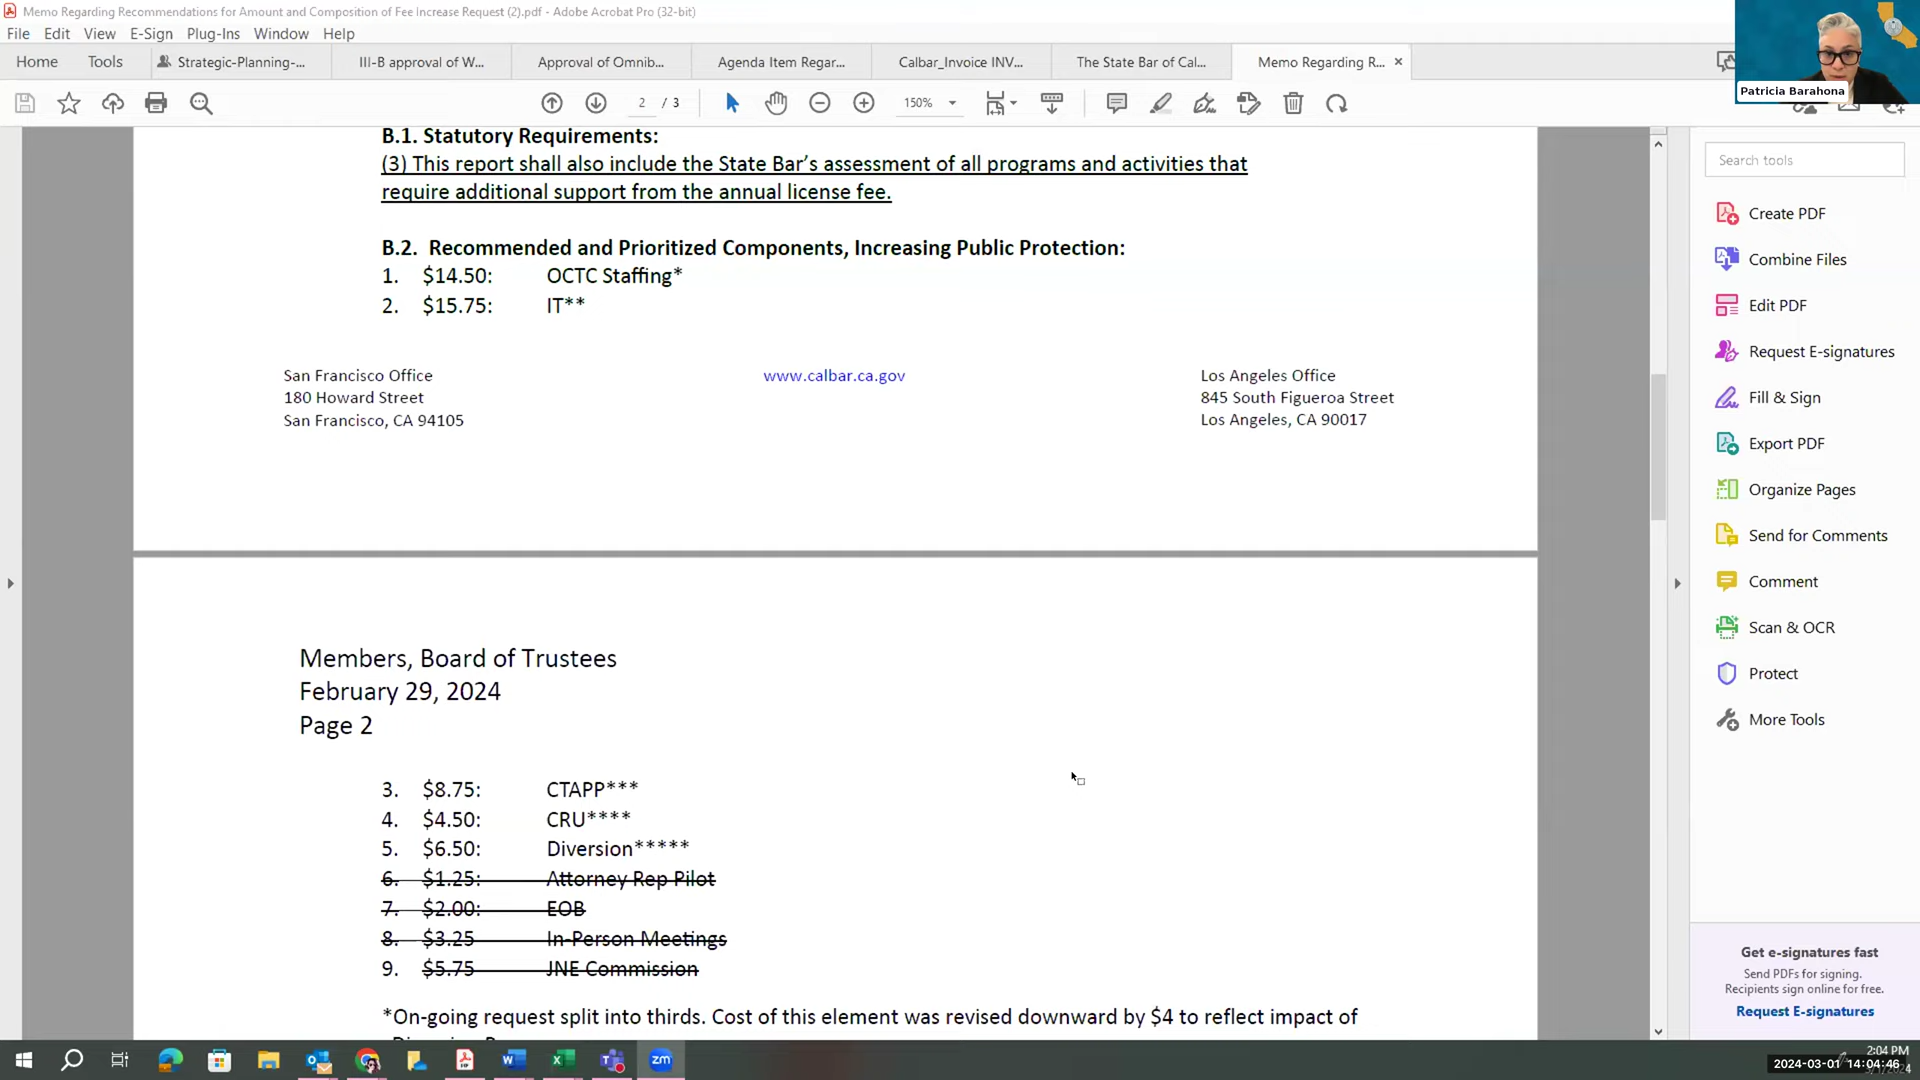 Memo Regarding Recommendations for Amount and Composition of Fee Increase Request (2).pdf - Adobe Acrobat Pro (32-bit)
File Edit View E-Sign Plug-Ins Window Help
Home Tools Strategic-Planning-... III-B approval of W... Approval of Omnib... Agenda Item Regar... Calbar_Invoice INV... The State Bar of Cal... Memo Regarding R... ×
2 / 3 150%
Patricia Barahona
B.1. Statutory Requirements:
(3) This report shall also include the State Bar’s assessment of all programs and activities that
require additional support from the annual license fee.
B.2. Recommended and Prioritized Components, Increasing Public Protection:
1. $14.50: OCTC Staffing*
2. $15.75: IT**
San Francisco Office
180 Howard Street
San Francisco, CA 94105
www.calbar.ca.gov
Los Angeles Office
845 South Figueroa Street
Los Angeles, CA 90017
Members, Board of Trustees
February 29, 2024
Page 2
3. $8.75: CTAPP***
4. $4.50: CRU****
5. $6.50: Diversion*****
6. $1.25: Attorney Rep Pilot
7. $2.00: EOB
8. $3.25 In-Person Meetings
9. $5.75 JNE Commission
*On-going request split into thirds. Cost of this element was revised downward by $4 to reflect impact of
Search tools
Create PDF
Combine Files
Edit PDF
Request E-signatures
Fill & Sign
Export PDF
Organize Pages
Send for Comments
Comment
Scan & OCR
Protect
More Tools
Get e-signatures fast
Send PDFs for signing.
Recipients sign online for free.
Request E-signatures
zm
2:04 PM
2024-03-01 14:04:46